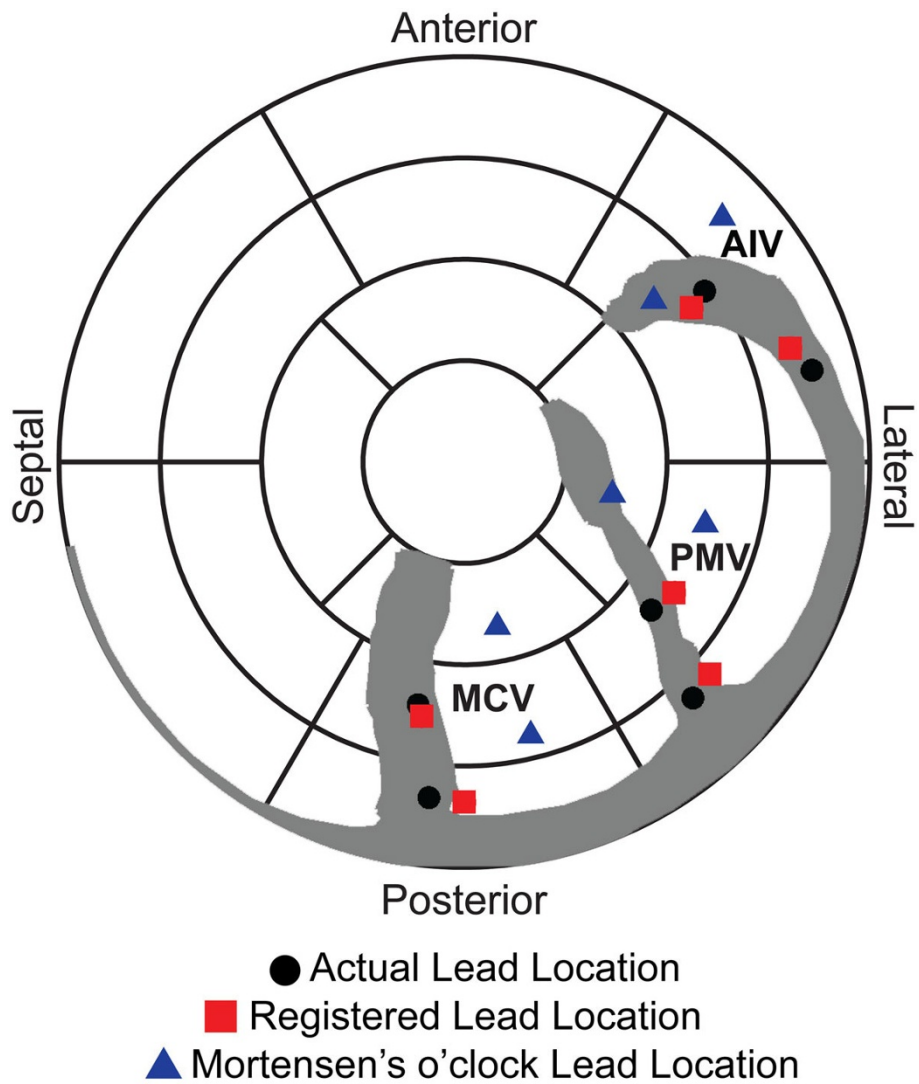 Anterior
AIV
Septal
Lateral
PMV
MCV
Posterior
Actual Lead Location
Registered Lead Location
Mortensen's o'clock Lead Location